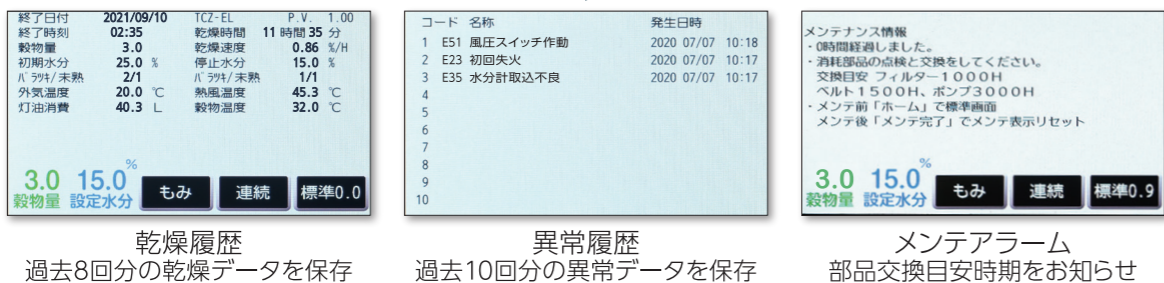 終了日付 2021/09/10 TCZ-EL P.V. 1.00
終了時刻 02:35 乾燥時間 11 時間 35 分
穀物量 3.0 乾燥速度 0.86 %/H
初期水分 25.0 % 停止水分 15.0 %
バラツキ/未熟 2/1 バラツキ/未熟 1/1
外気温度 20.0 ℃ 熱風温度 45.3 ℃
灯油消費 40.3 L 穀物温度 32.0 ℃
3.0 15.0%
穀物量 設定水分 もみ 連続 標準0.0
乾燥履歴
過去8回分の乾燥データを保存
コード 名称 発生日時
1 E51 風圧スイッチ作動 2020 07/07 10:18
2 E23 初回失火 2020 07/07 10:17
3 E35 水分計取込不良 2020 07/07 10:17
4
5
6
7
8
9
10
異常履歴
過去10回分の異常データを保存
メンテナンス情報
・0時間経過しました。
・消耗部品の点検と交換をしてください。
交換目安 フィルター1000H
ベルト1500H、ポンプ3000H
・メンテ前「ホーム」で標準画面
メンテ後「メンテ完了」でメンテ表示リセット
3.0 15.0%
穀物量 設定水分 もみ 連続 標準0.9
メンテアラーム
部品交換目安時期をお知らせ